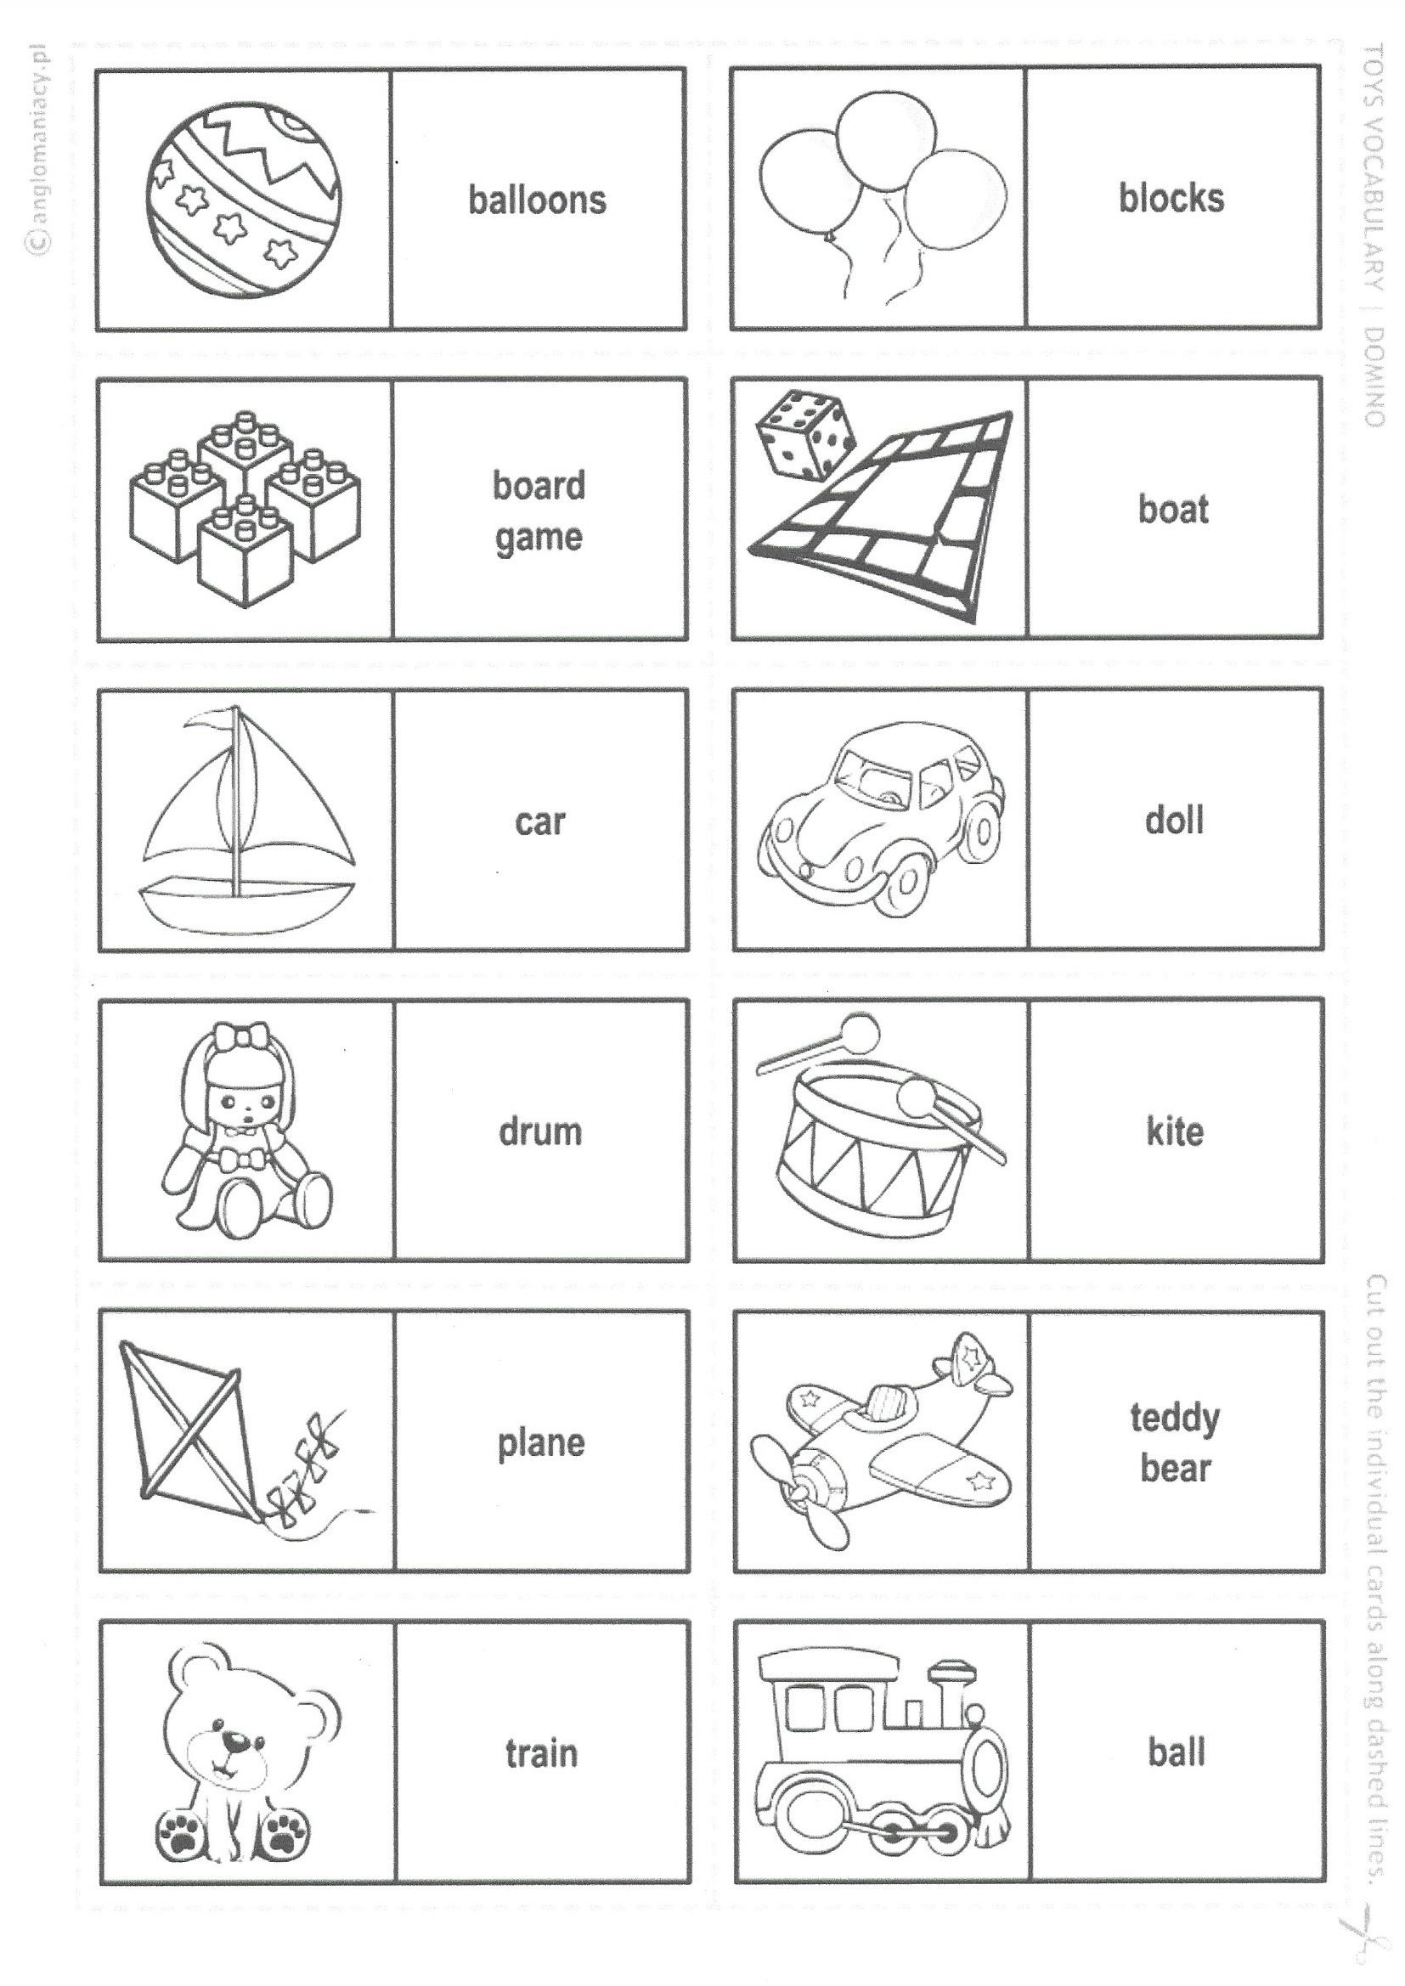 © anglomaniacy.pl
TOYS VOCABULARY | DOMINO
balloons
blocks
board
game
boat
car
doll
drum
kite
plane
teddy
bear
train
ball
Cut out the individual cards along dashed lines.